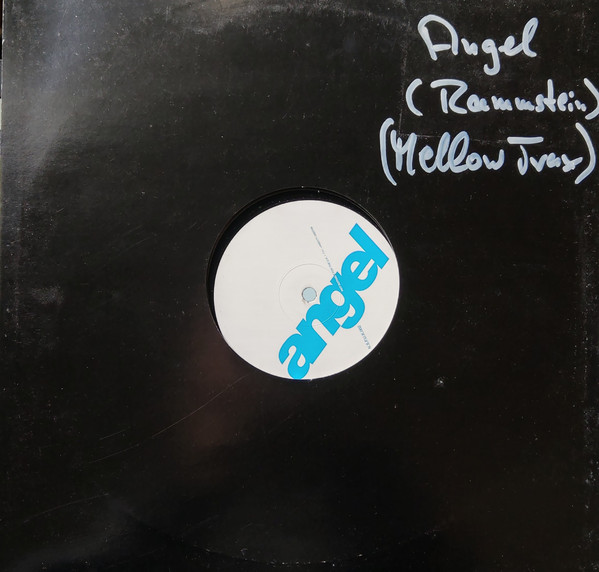 Angel
(Rammstein)
(Mellow Trax)
angel